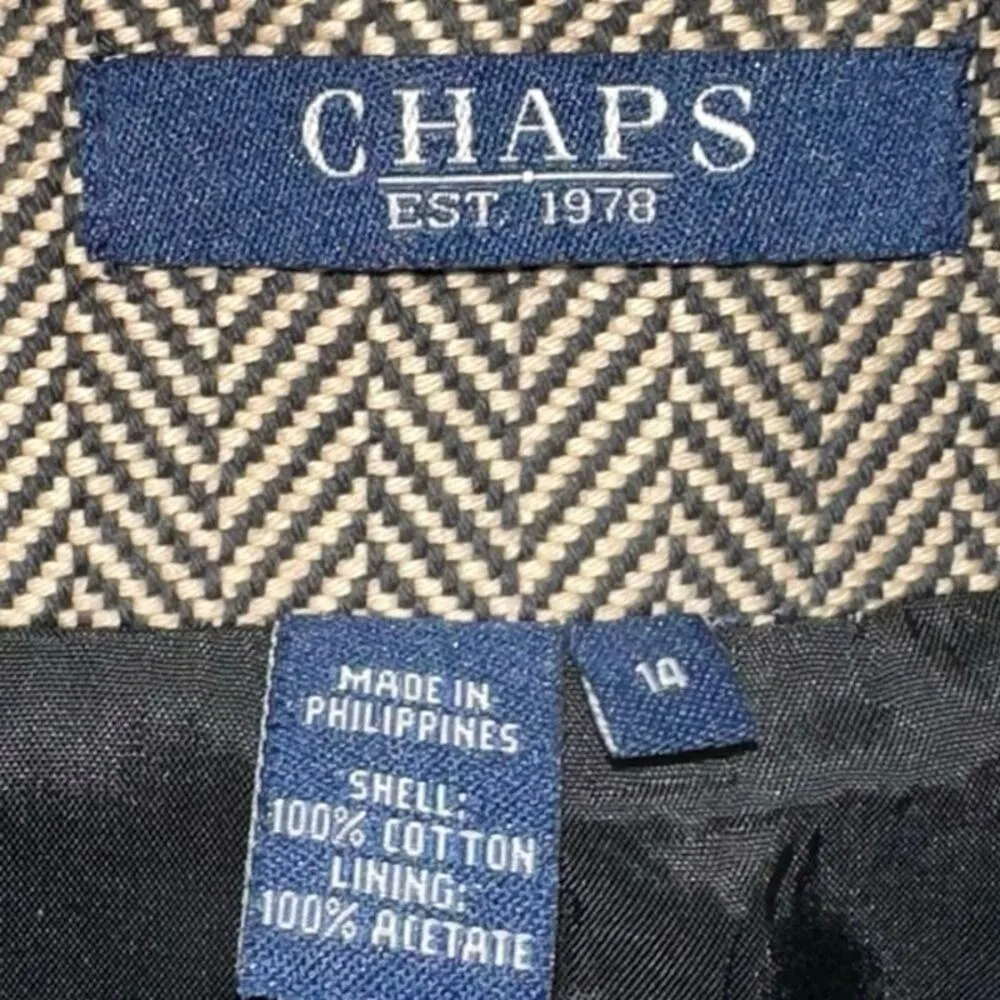 CHAPS
EST. 1978
MADE IN
PHILIPPINES
SHELL:
100% COTTON
LINING:
100% ACETATE
14